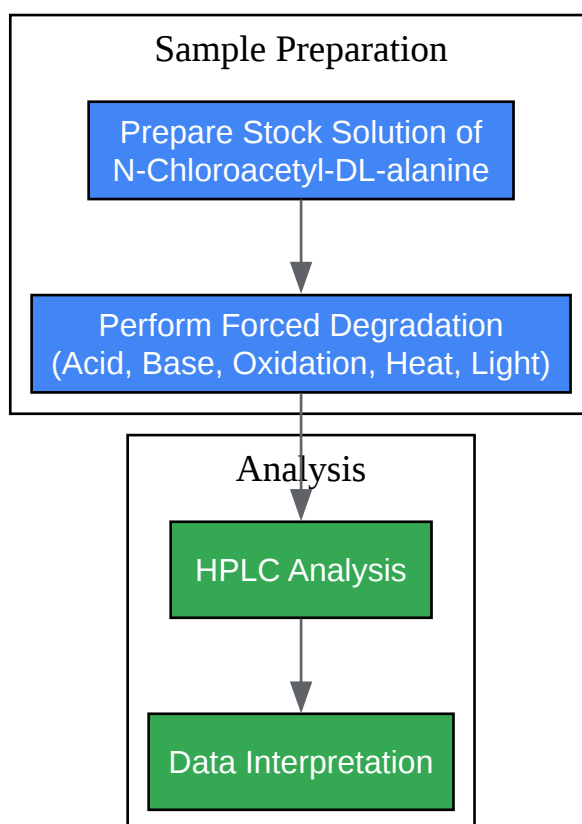 Sample Preparation
Prepare Stock Solution of
N-Chloroacetyl-DL-alanine
Perform Forced Degradation
(Acid, Base, Oxidation, Heat, Light)
Analysis
HPLC Analysis
Data Interpretation